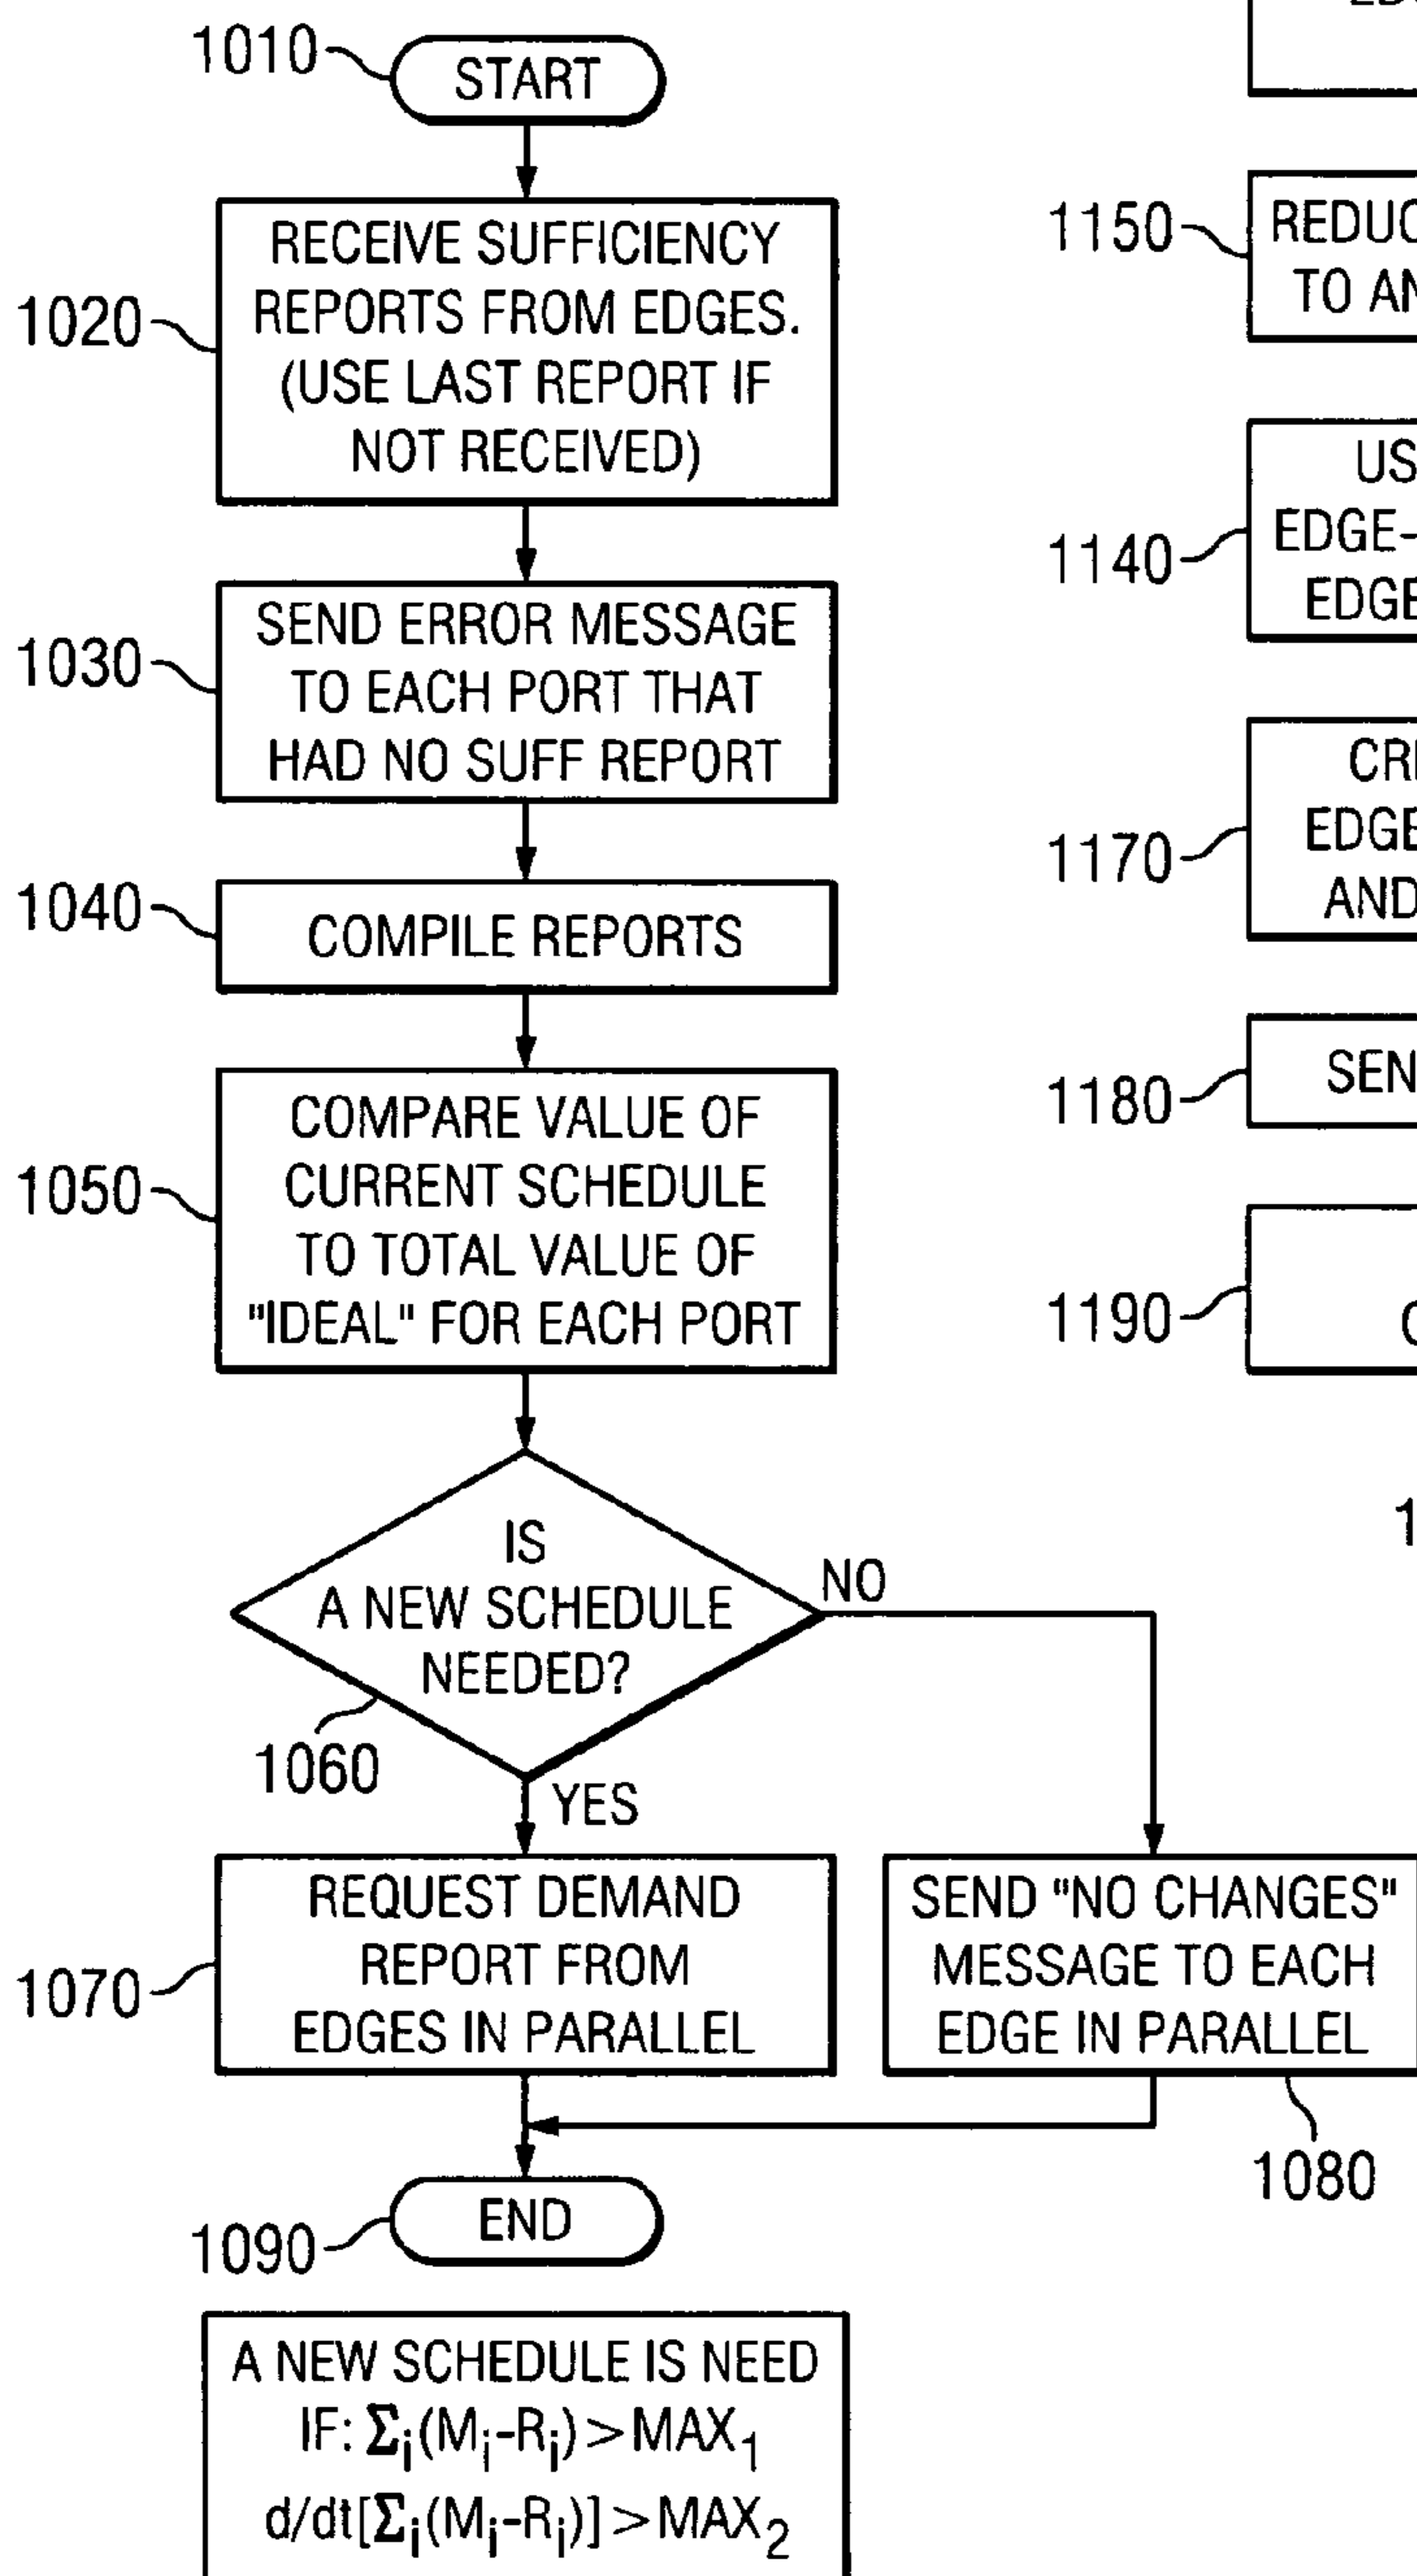 1010
START
1020
RECEIVE SUFFICIENCY
REPORTS FROM EDGES.
(USE LAST REPORT IF
NOT RECEIVED)
1030
SEND ERROR MESSAGE
TO EACH PORT THAT
HAD NO SUFF REPORT
1040
COMPILE REPORTS
1050
COMPARE VALUE OF
CURRENT SCHEDULE
TO TOTAL VALUE OF
"IDEAL" FOR EACH PORT
IS
A NEW SCHEDULE
NEEDED?
NO
1060
YES
1070
REQUEST DEMAND
REPORT FROM
EDGES IN PARALLEL
SEND "NO CHANGES"
MESSAGE TO EACH
EDGE IN PARALLEL
1080
END
1090
A NEW SCHEDULE IS NEED
IF: Σi(Mi-Ri) > MAX1
d/dt[Σi(Mi-Ri)] > MAX2
1150
TO
1140
1170
AND
1180
1190